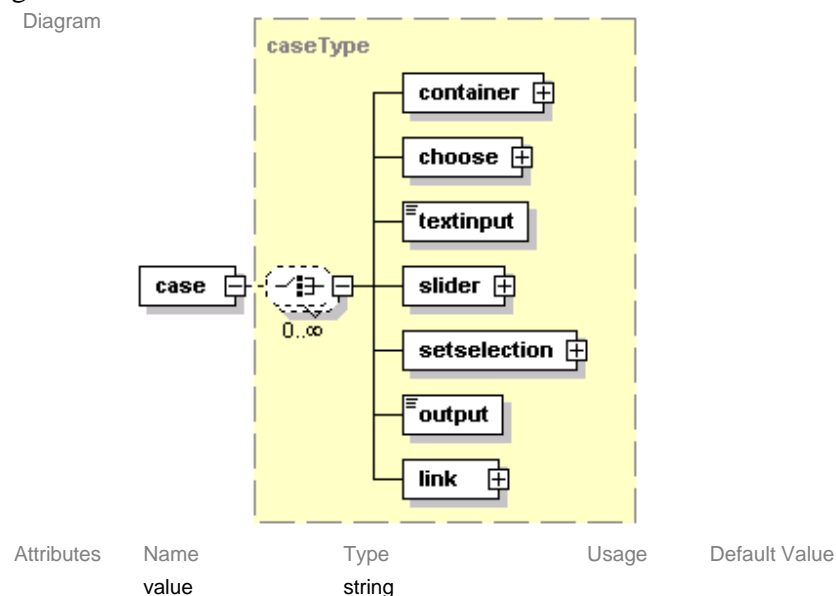 Diagram
caseType
container
choose
textinput
case
slider
0..∞
setselection
output
link
Attributes Name Type Usage Default Value
value string